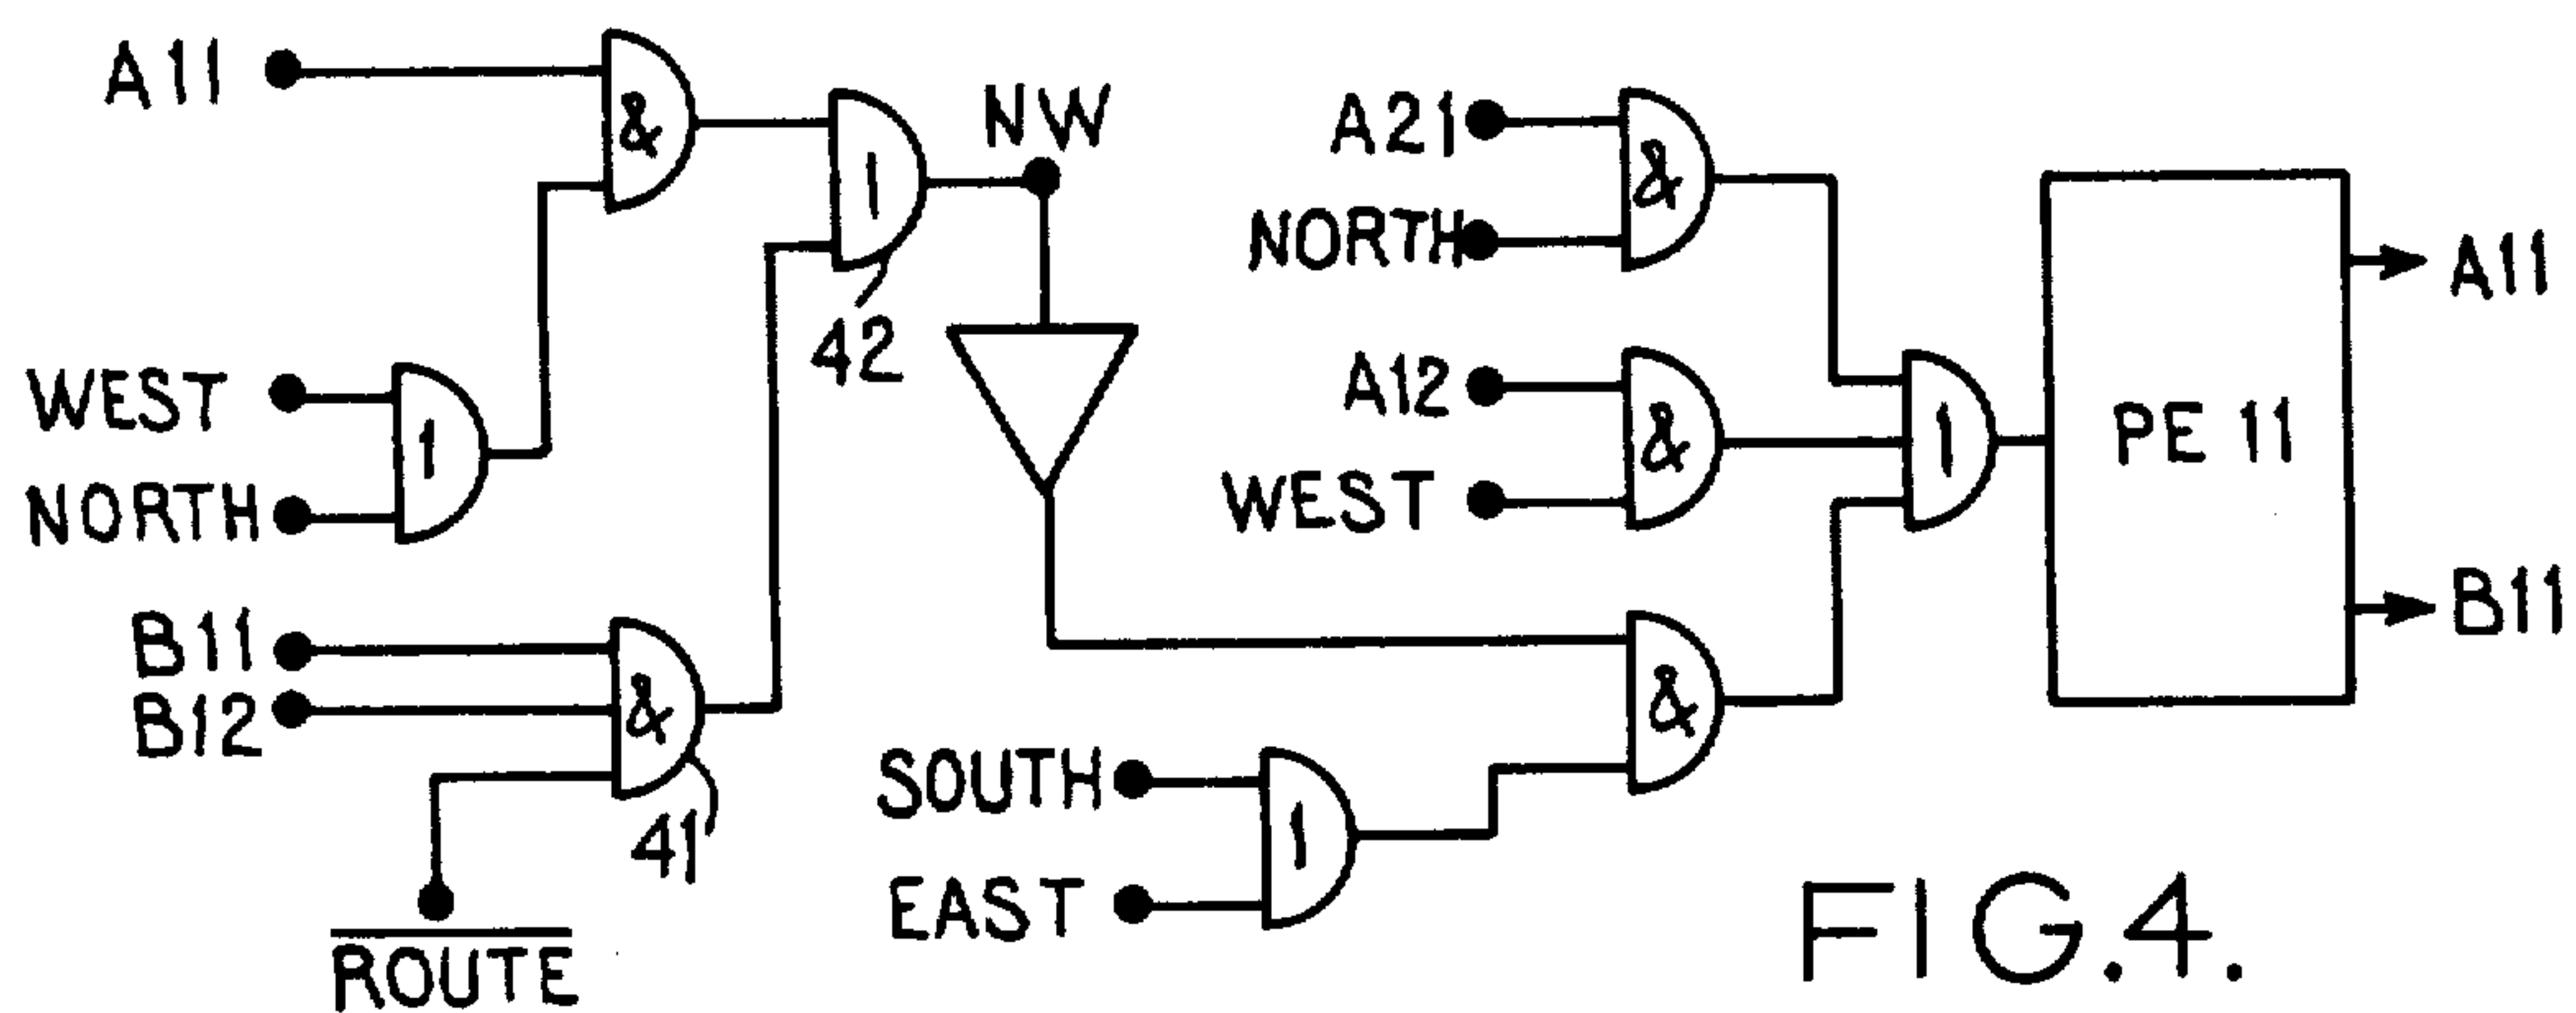 A11
&
WEST
NORTH
1
1
42
NW
B11
B12
&
41
ROUTE
A21
NORTH
&
A12
WEST
&
1
SOUTH
EAST
1
&
PE 11
A11
B11
FIG.4.